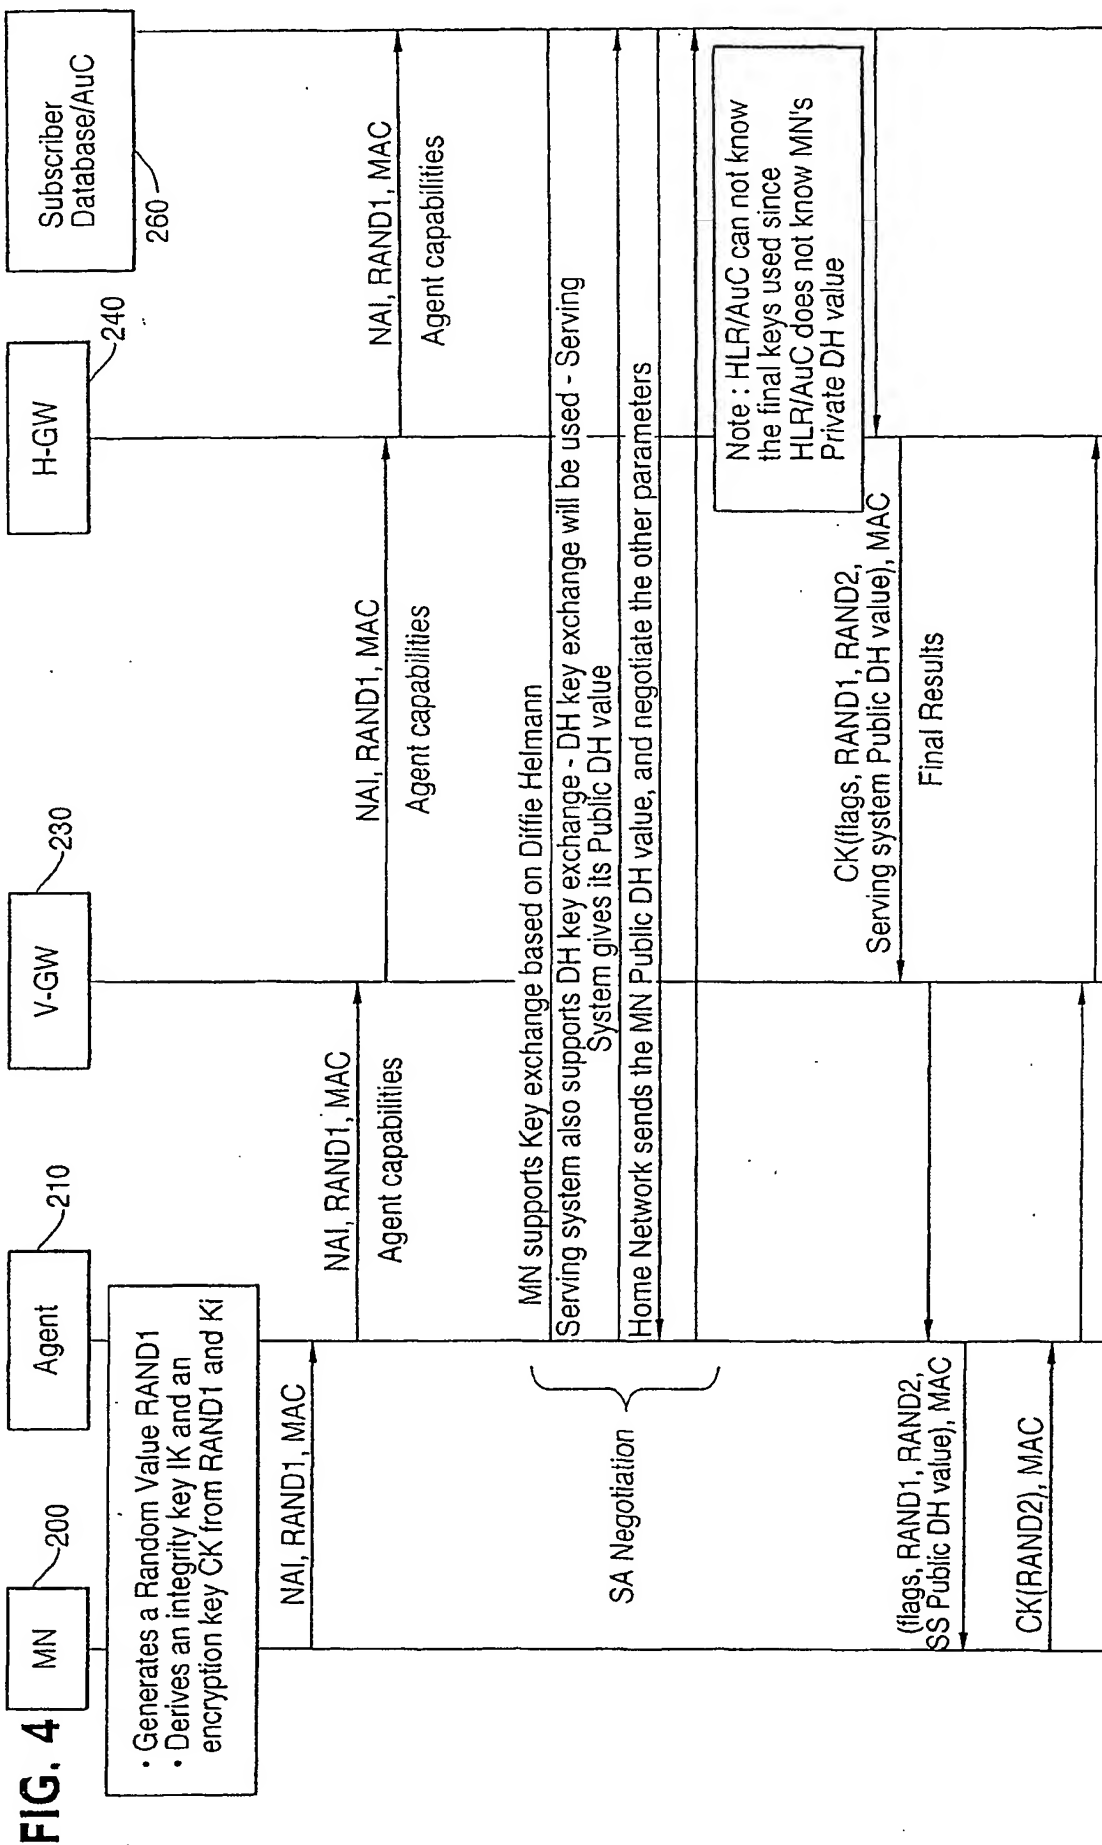 FIG. 4
MN
200
Agent
210
V-GW
230
H-GW
240
Subscriber
Database/AuC
260
· Generates a Random Value RAND1
· Derives an integrity key IK and an
encryption key CK from RAND1 and Ki
NAI, RAND1, MAC
NAI, RAND1, MAC
Agent capabilities
NAI, RAND1, MAC
Agent capabilities
NAI, RAND1, MAC
Agent capabilities
SA Negotiation
MN supports Key exchange based on Diffie Helmann
Serving system also supports DH key exchange - DH key exchange will be used - Serving
System gives its Public DH value
Home Network sends the MN Public DH value, and negotiate the other parameters
Note : HLR/AuC can not know
the final keys used since
HLR/AuC does not know MN's
Private DH value
CK(flags, RAND1, RAND2,
Serving system Public DH value), MAC
Final Results
(flags, RAND1, RAND2,
SS Public DH value), MAC
CK(RAND2), MAC